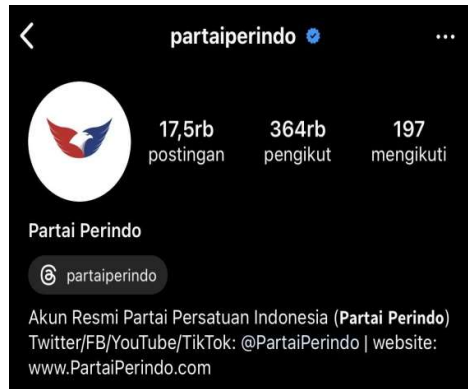 partaiperindo
17,5rb 364rb 197
postingan pengikut mengikuti
Partai Perindo
partaiperindo
Akun Resmi Partai Persatuan Indonesia (Partai Perindo)
Twitter/FB/YouTube/TikTok: @PartaiPerindo | website:
www.PartaiPerindo.com